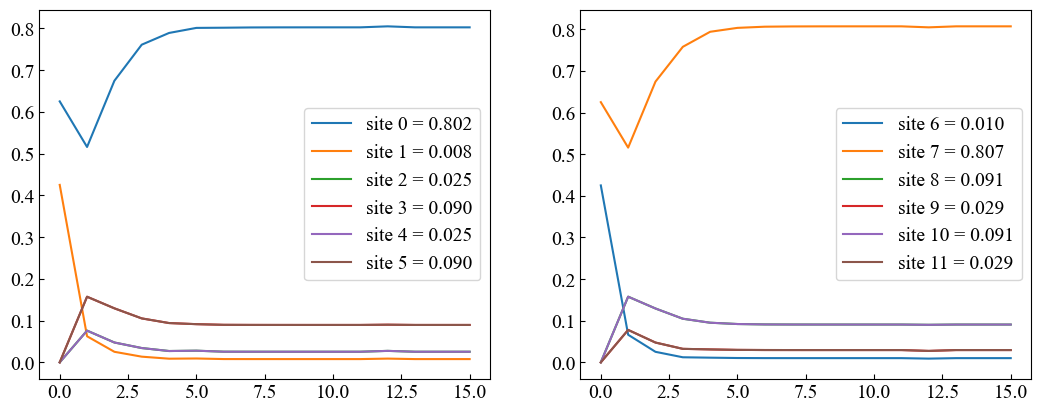 0.8
0.7
0.6
0.5
0.4
0.3
0.2
0.1
0.0
site 0 = 0.802
site 1 = 0.008
site 2 = 0.025
site 3 = 0.090
site 4 = 0.025
site 5 = 0.090
0.0 2.5 5.0 7.5 10.0 12.5 15.0
0.8
0.7
0.6
0.5
0.4
0.3
0.2
0.1
0.0
site 6 = 0.010
site 7 = 0.807
site 8 = 0.091
site 9 = 0.029
site 10 = 0.091
site 11 = 0.029
0.0 2.5 5.0 7.5 10.0 12.5 15.0